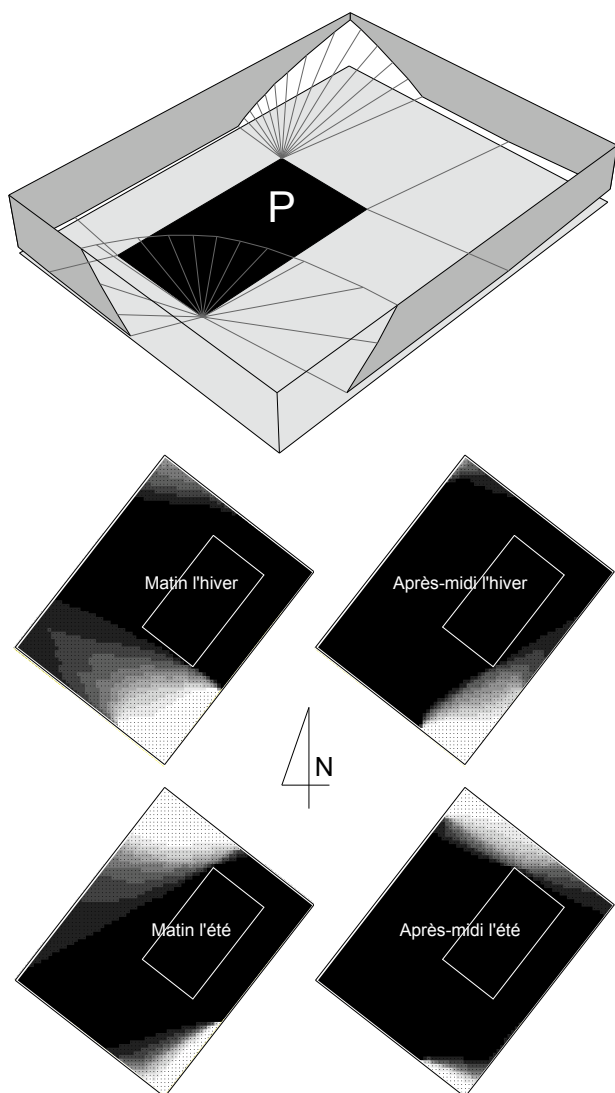 P
Matin l'hiver
Après-midi l'hiver
N
Matin l'été
Après-midi l'été